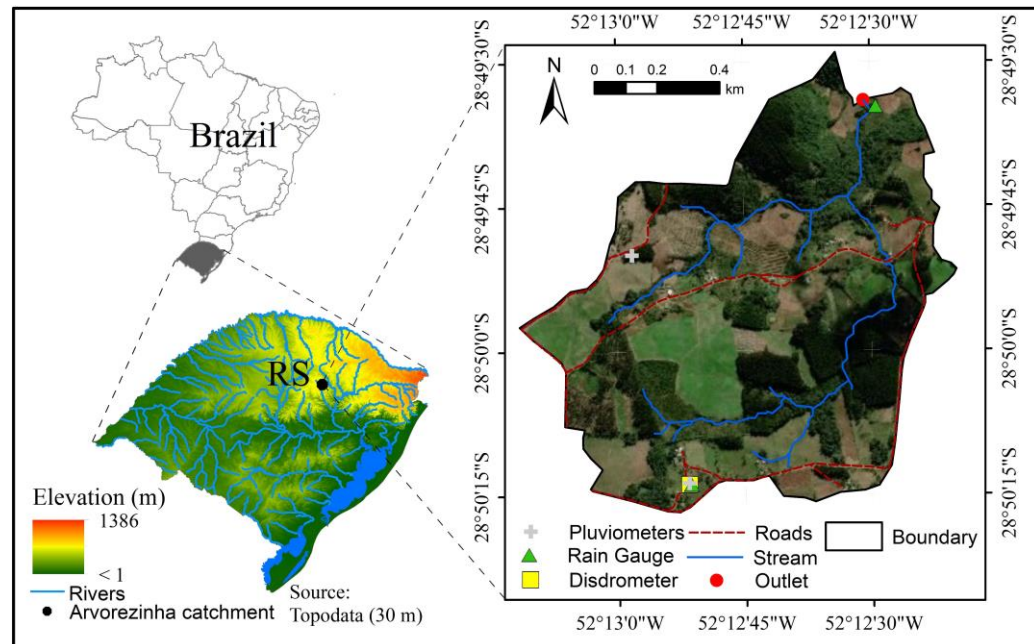 Brazil
RS
Elevation (m)
1386
< 1
Rivers
Arvorezinha catchment
Source:
Topodata (30 m)
52°13'0"W
52°12'45"W
52°12'30"W
28°49'30"S
28°49'45"S
28°50'0"S
28°50'15"S
N
0 0.1 0.2 0.4
km
28°49'30"S
28°49'45"S
28°50'0"S
28°50'15"S
Pluviometers
Roads
Boundary
Rain Gauge
Stream
Disdrometer
Outlet
52°13'0"W
52°12'45"W
52°12'30"W